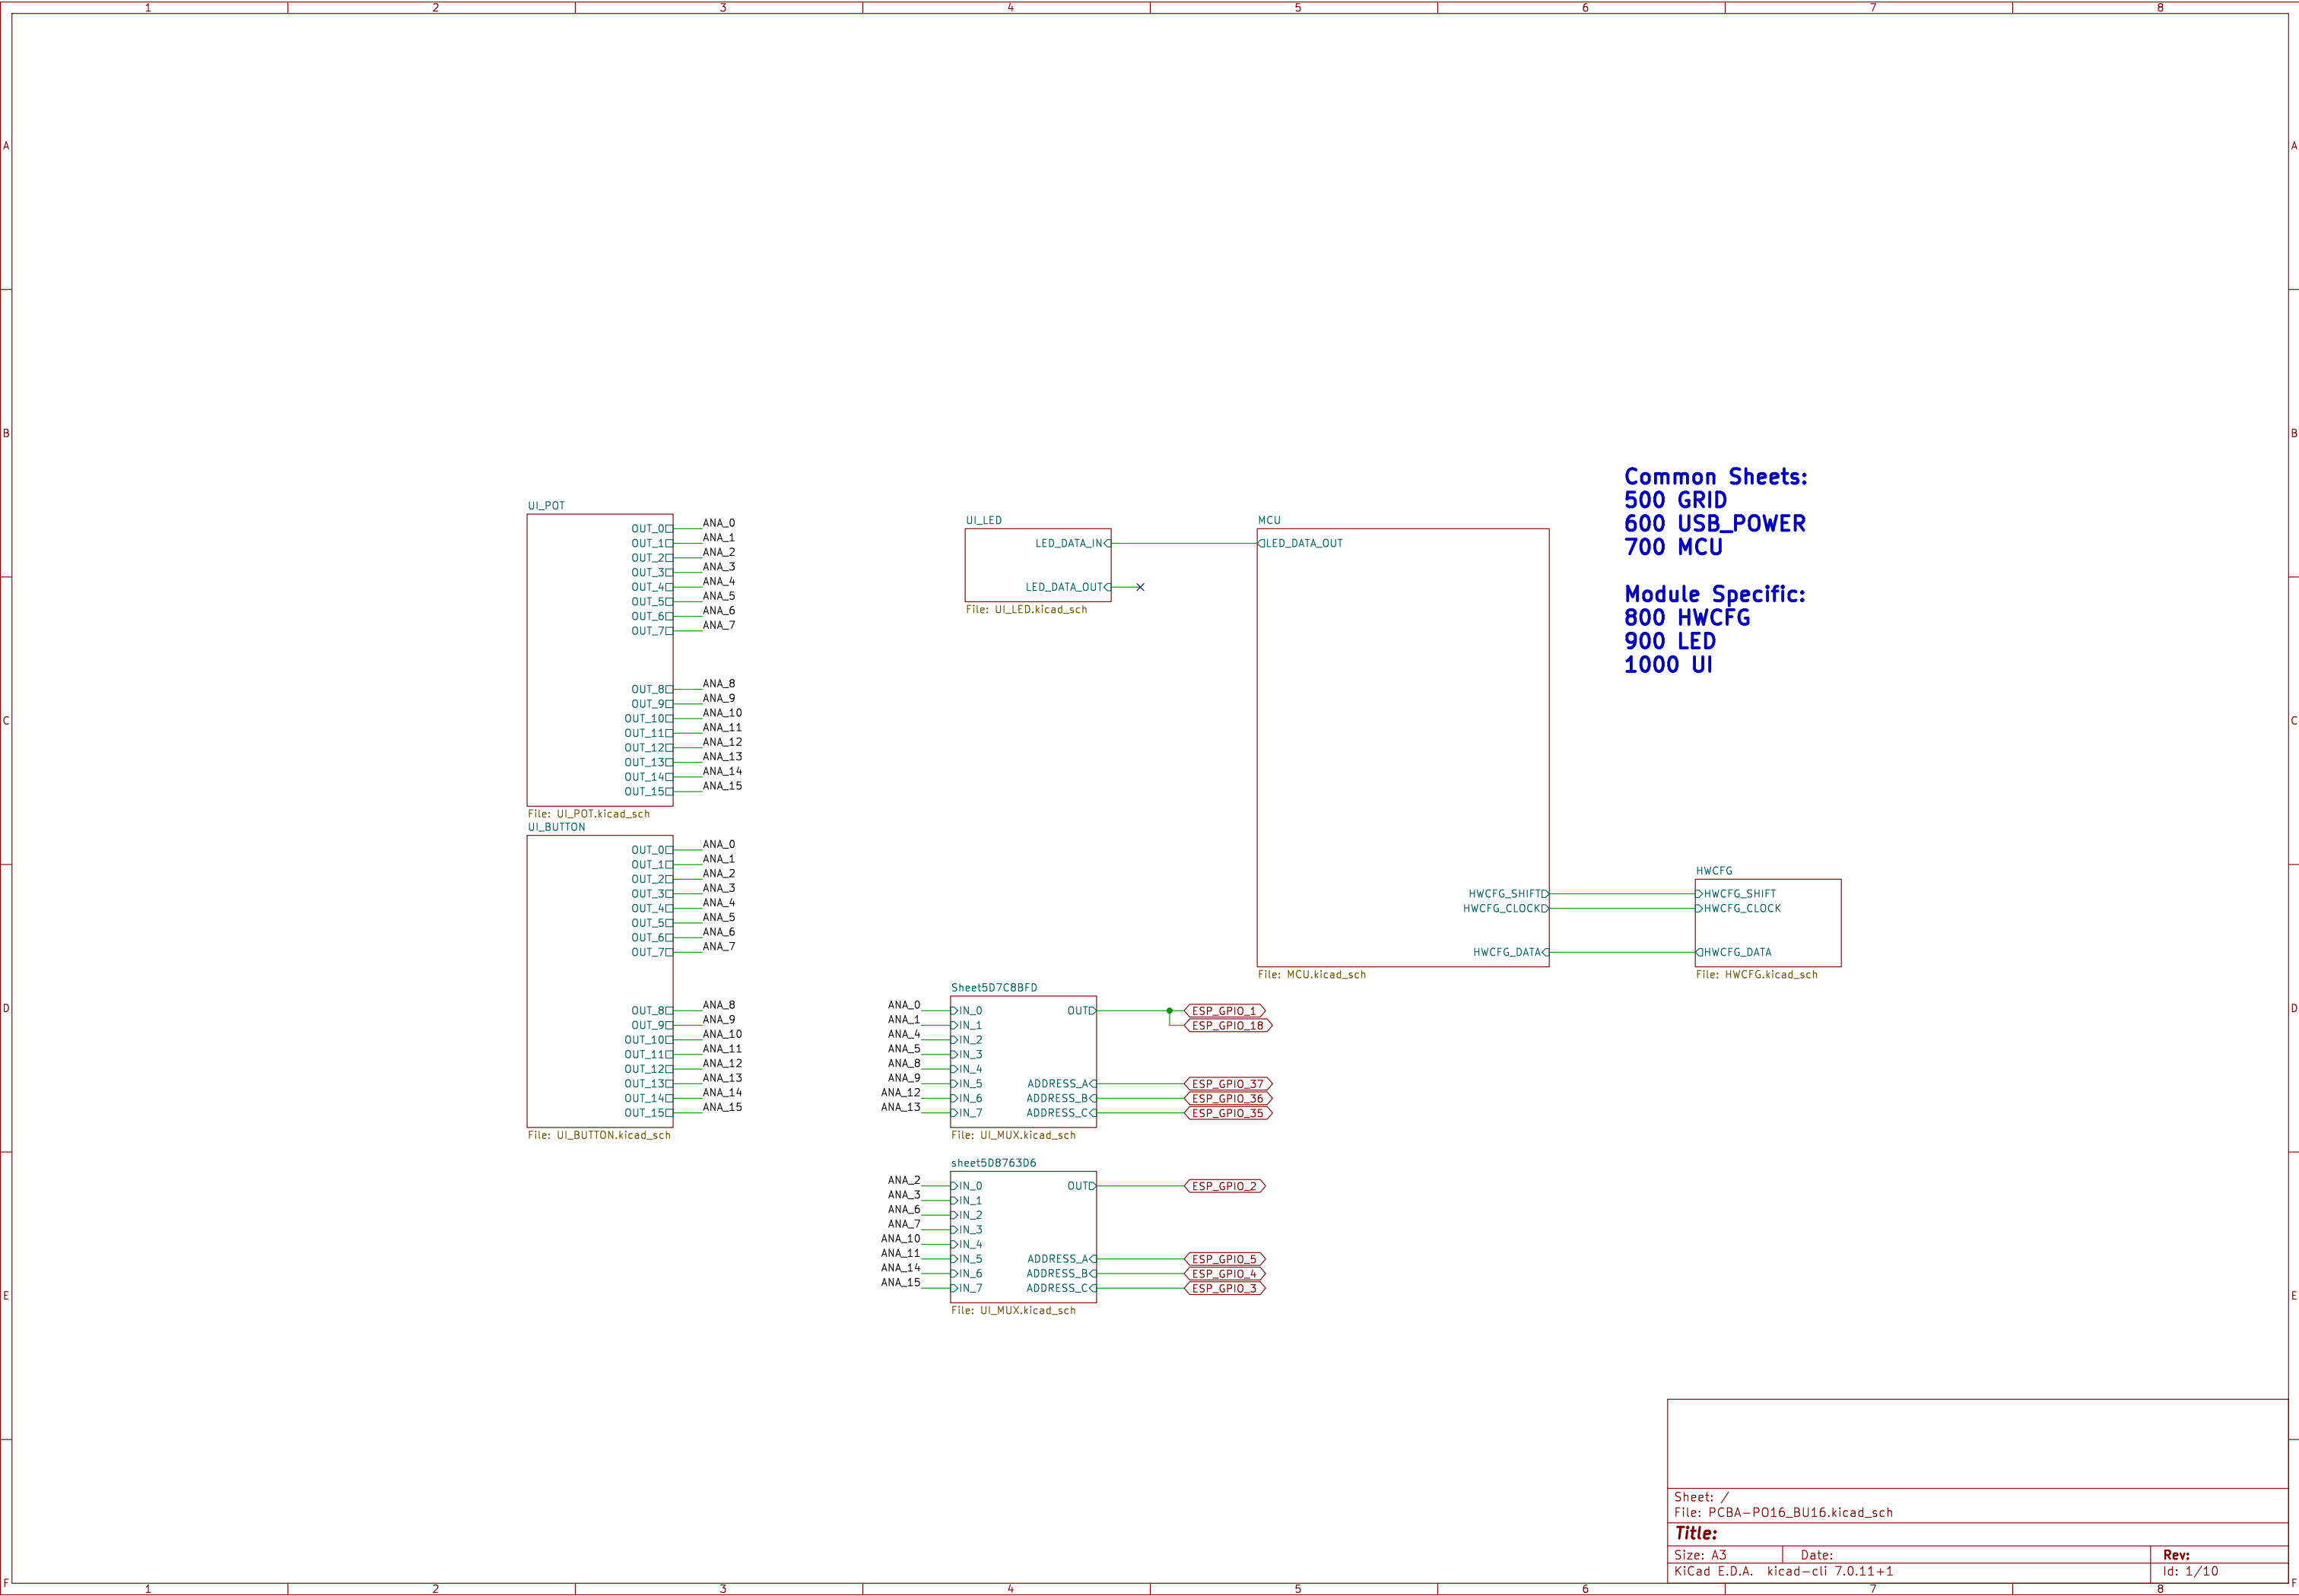 1 2 3 4 5 6 7 8
A
B
C
D
E
F
A
B
C
D
E
F
UI_POT
OUT_0 ANA_0
OUT_1 ANA_1
OUT_2 ANA_2
OUT_3 ANA_3
OUT_4 ANA_4
OUT_5 ANA_5
OUT_6 ANA_6
OUT_7 ANA_7
OUT_8 ANA_8
OUT_9 ANA_9
OUT_10 ANA_10
OUT_11 ANA_11
OUT_12 ANA_12
OUT_13 ANA_13
OUT_14 ANA_14
OUT_15 ANA_15
File: UI_POT.kicad_sch
UI_BUTTON
OUT_0 ANA_0
OUT_1 ANA_1
OUT_2 ANA_2
OUT_3 ANA_3
OUT_4 ANA_4
OUT_5 ANA_5
OUT_6 ANA_6
OUT_7 ANA_7
OUT_8 ANA_8
OUT_9 ANA_9
OUT_10 ANA_10
OUT_11 ANA_11
OUT_12 ANA_12
OUT_13 ANA_13
OUT_14 ANA_14
OUT_15 ANA_15
File: UI_BUTTON.kicad_sch
UI_LED
LED_DATA_IN
LED_DATA_OUT
File: UI_LED.kicad_sch
MCU
LED_DATA_OUT
HWCFG_SHIFT
HWCFG_CLOCK
HWCFG_DATA
File: MCU.kicad_sch
Common Sheets:
500 GRID
600 USB_POWER
700 MCU
Module Specific:
800 HWCFG
900 LED
1000 UI
HWCFG
HWCFG_SHIFT
HWCFG_CLOCK
HWCFG_DATA
File: HWCFG.kicad_sch
Sheet5D7C8BFD
ANA_0 IN_0 OUT ESP_GPIO_1
ANA_1 IN_1 ESP_GPIO_18
ANA_4 IN_2
ANA_5 IN_3
ANA_8 IN_4
ANA_9 IN_5 ADDRESS_A ESP_GPIO_37
ANA_12 IN_6 ADDRESS_B ESP_GPIO_36
ANA_13 IN_7 ADDRESS_C ESP_GPIO_35
File: UI_MUX.kicad_sch
sheet5D8763D6
ANA_2 IN_0 OUT ESP_GPIO_2
ANA_3 IN_1
ANA_6 IN_2
ANA_7 IN_3
ANA_10 IN_4
ANA_11 IN_5 ADDRESS_A ESP_GPIO_5
ANA_14 IN_6 ADDRESS_B ESP_GPIO_4
ANA_15 IN_7 ADDRESS_C ESP_GPIO_3
File: UI_MUX.kicad_sch
Sheet: /
File: PCBA-PO16_BU16.kicad_sch
Title:
Size: A3 Date: Rev:
KiCad E.D.A. kicad-cli 7.0.11+1 Id: 1/10
1 2 3 4 5 6 7 8